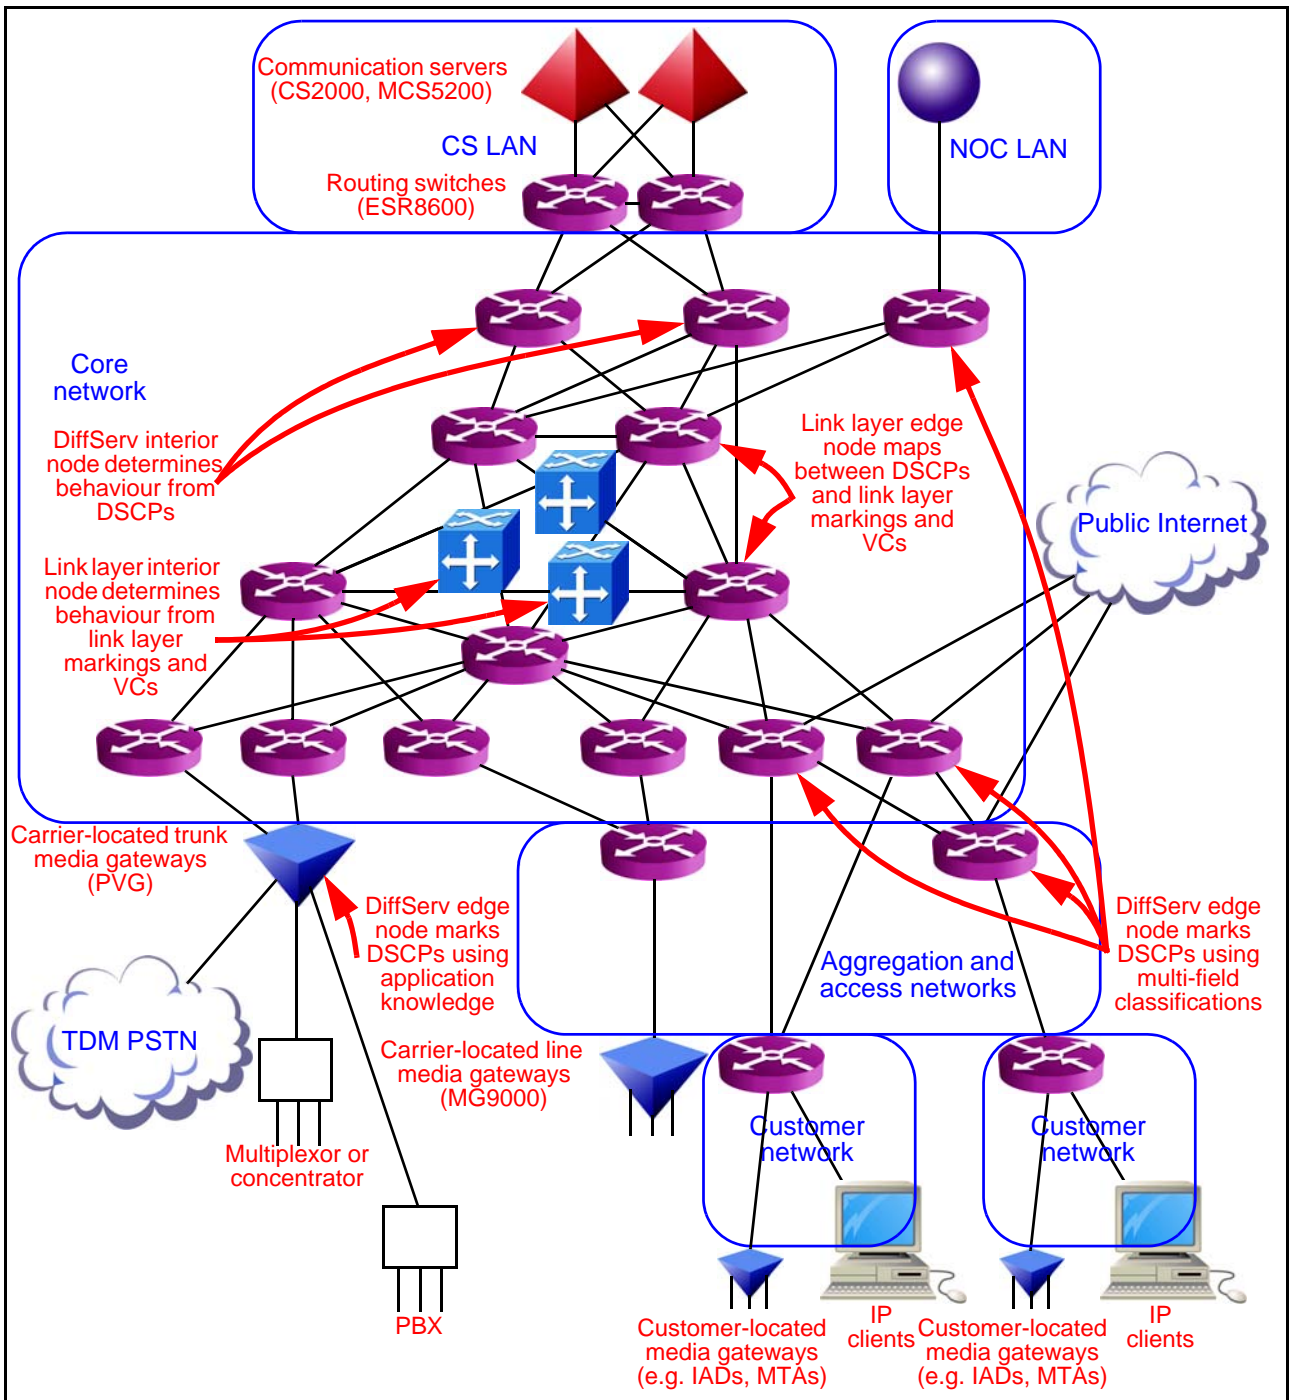 Communication servers
(CS2000, MCS5200)
CS LAN
NOC LAN
Routing switches
(ESR8600)
Core
network
DiffServ interior
node determines
behaviour from
DSCPs
Link layer edge
node maps
between DSCPs
and link layer
markings and
VCs
Public Internet
Link layer interior
node determines
behaviour from
link layer
markings and
VCs
Carrier-located trunk
media gateways
(PVG)
DiffServ edge
node marks
DSCPs using
application
knowledge
DiffServ edge
node marks
DSCPs using
multi-field
classifications
Aggregation and
access networks
TDM PSTN
Carrier-located line
media gateways
(MG9000)
Multiplexor or
concentrator
Customer
network
Customer
network
PBX
Customer-located
media gateways
(e.g. IADs, MTAs)
IP
clients
Customer-located
media gateways
(e.g. IADs, MTAs)
IP
clients